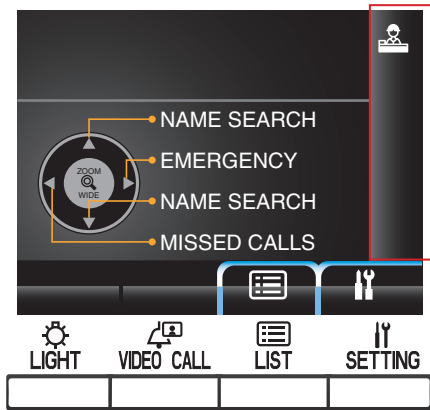 NAME SEARCH
EMERGENCY
ZOOM
WIDE
NAME SEARCH
MISSED CALLS
LIGHT VIDEO CALL LIST SETTING